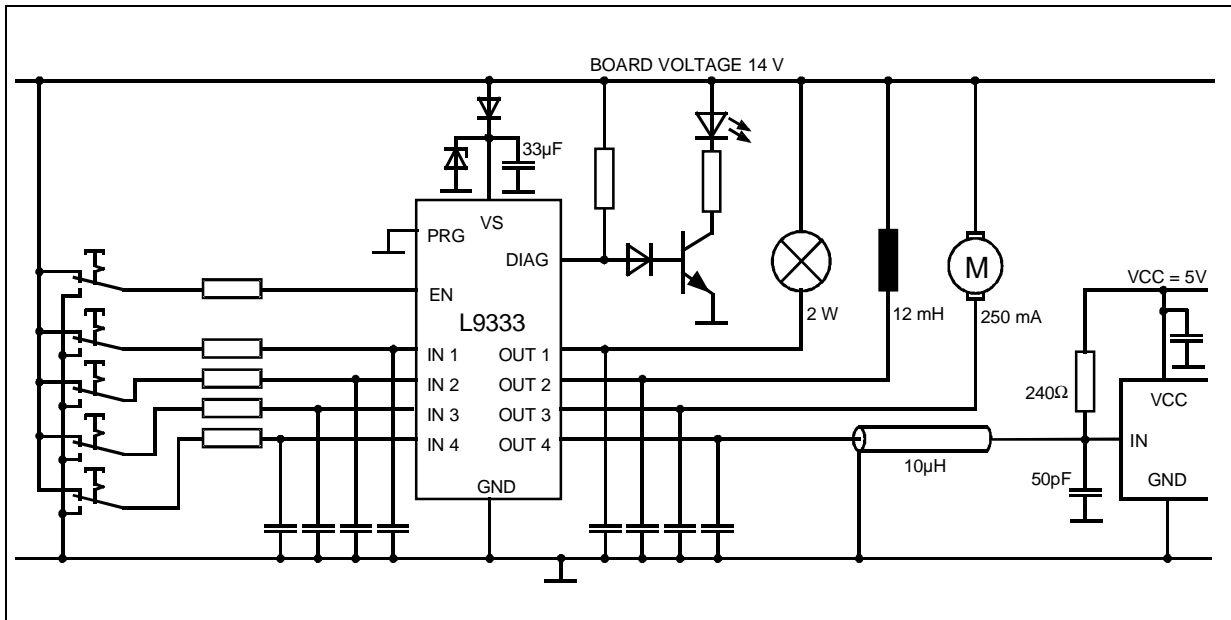 BOARD VOLTAGE 14 V
33µF
VS
PRG
DIAG
EN
L9333
IN 1
IN 2
IN 3
IN 4
OUT 1
OUT 2
OUT 3
OUT 4
GND
2 W
12 mH
M
250 mA
10µH
VCC = 5V
240Ω
50pF
VCC
IN
GND